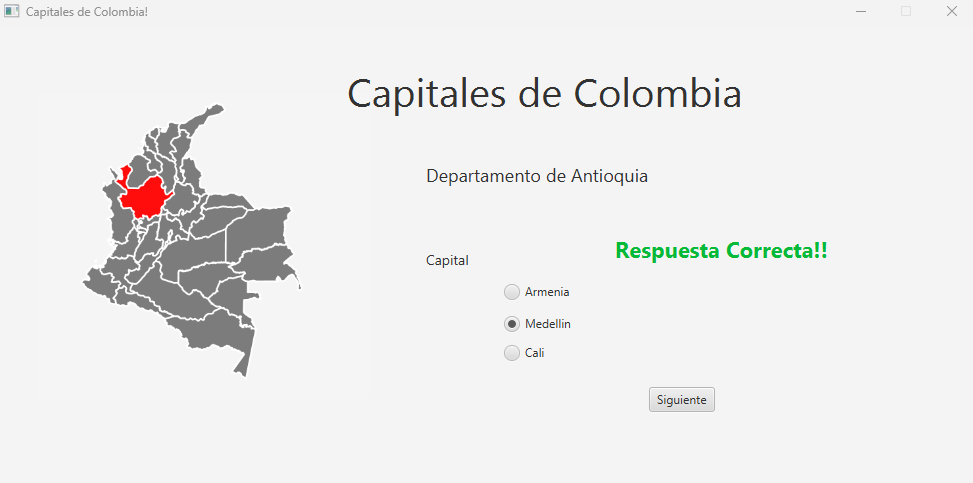 Capitales de Colombia!
Capitales de Colombia
Departamento de Antioquia
Respuesta Correcta!!
Capital
Armenia
Medellin
Cali
Siguiente